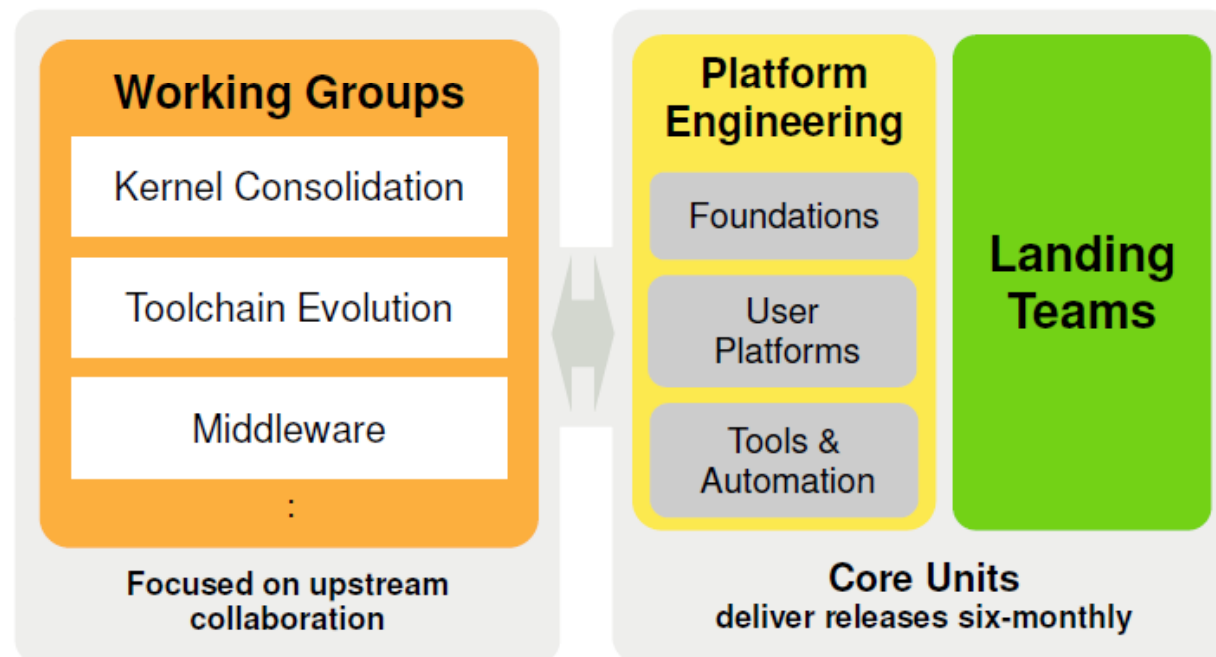 Working Groups
Kernel Consolidation
Toolchain Evolution
Middleware
:
Focused on upstream
collaboration
Platform
Engineering
Foundations
User
Platforms
Tools &
Automation
Landing
Teams
Core Units
deliver releases six-monthly